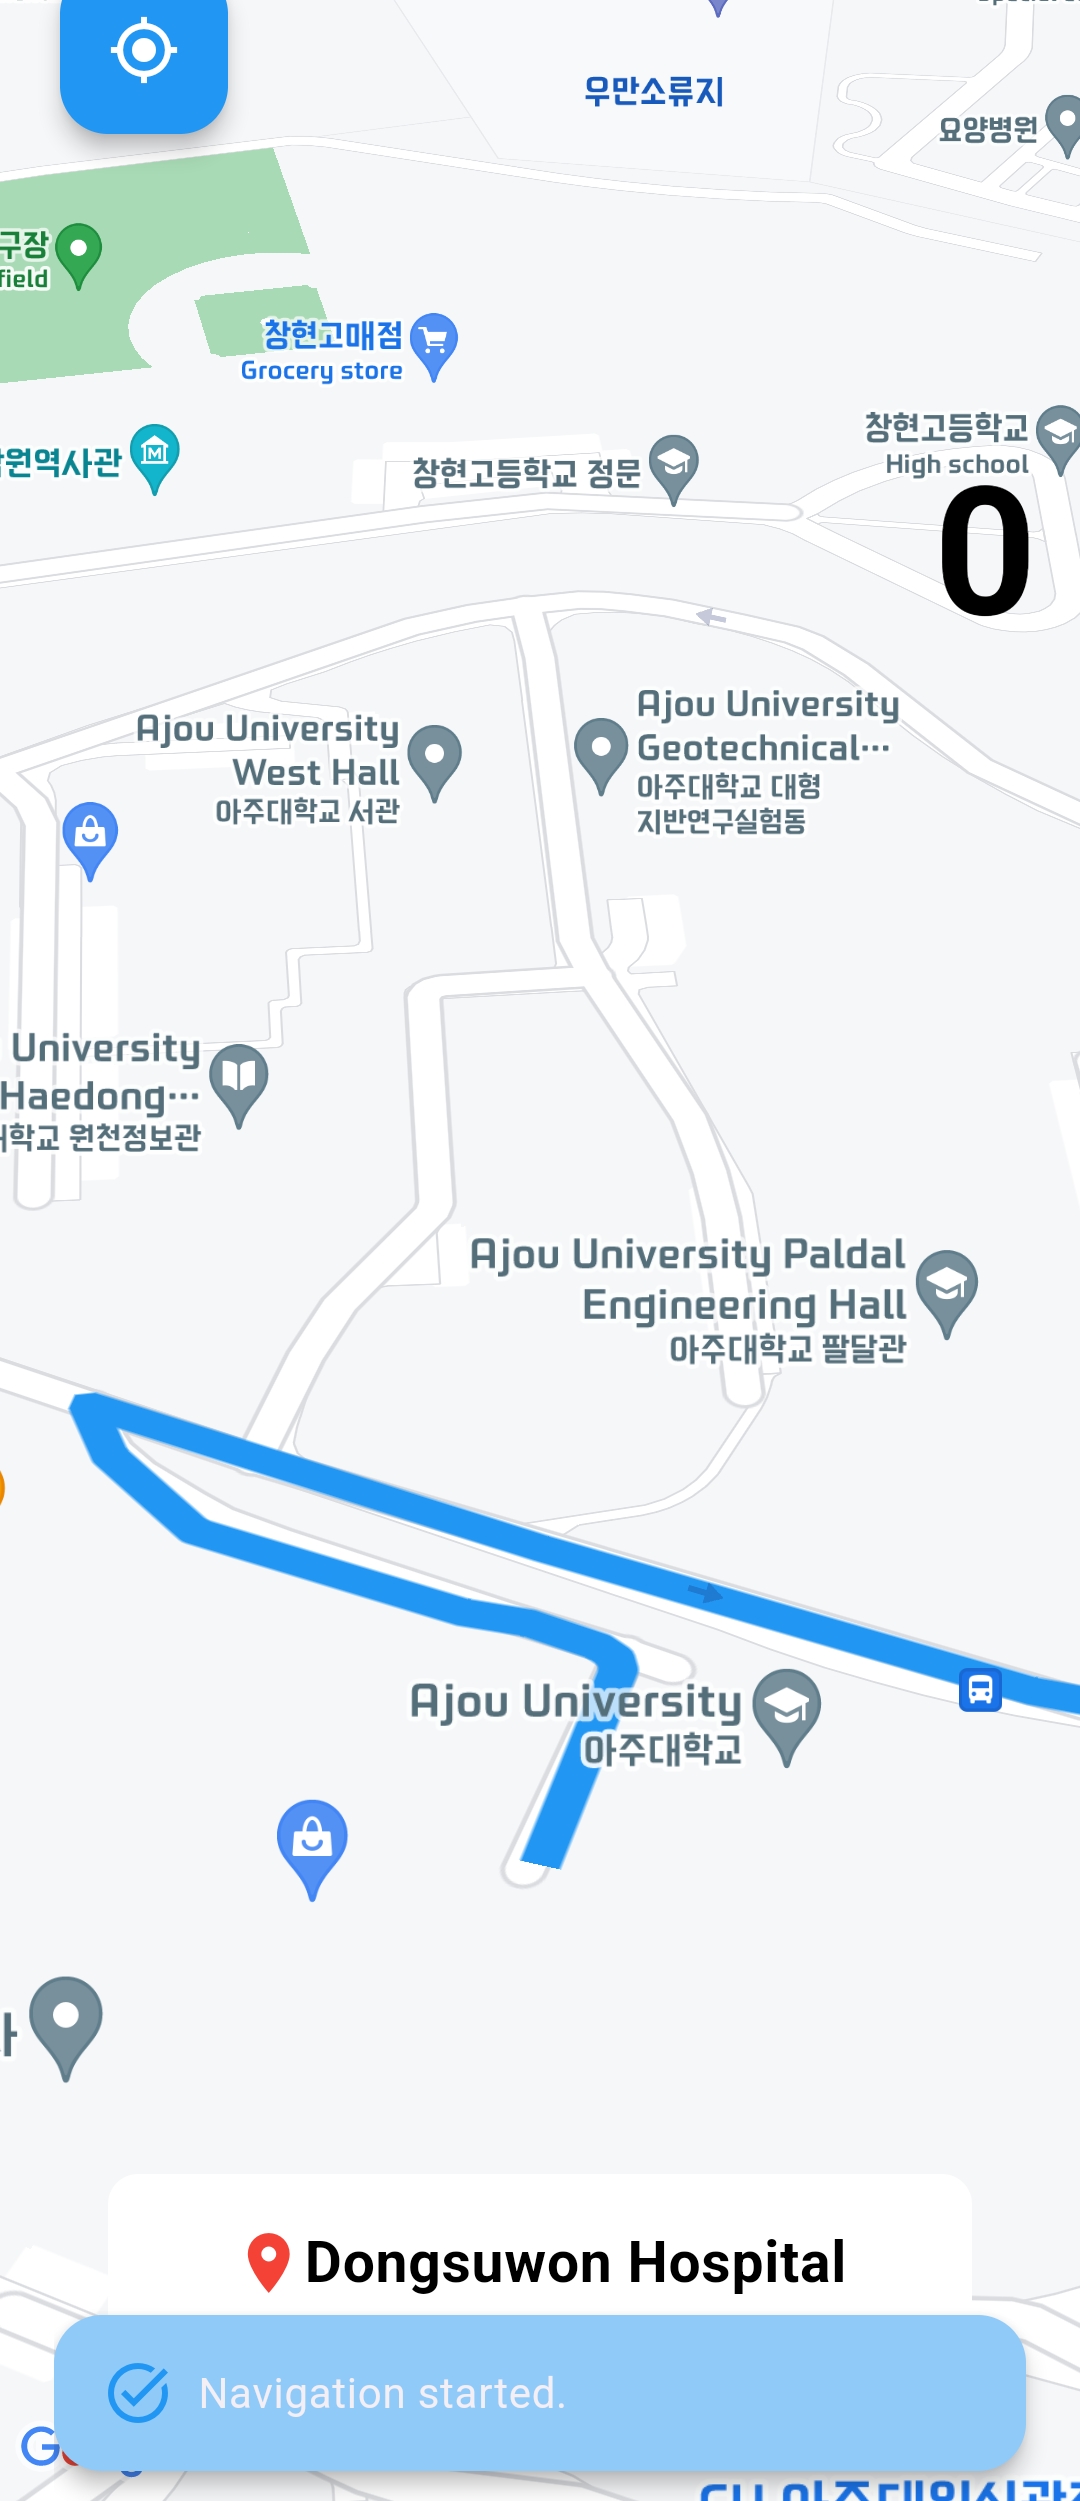 우만소류지
요양병원
구장
field
창현고매점
Grocery store
창현고등학교
High school
원역사관
창현고등학교 정문
0
Ajou University
Geotechnical...
아주대학교 대형
지반연구실험동
Ajou University
West Hall
아주대학교 서관
University
Haedong...
학교 원천정보관
Ajou University Paldal
Engineering Hall
아주대학교 팔달관
Ajou University
아주대학교
Dongsuwon Hospital
Navigation started.